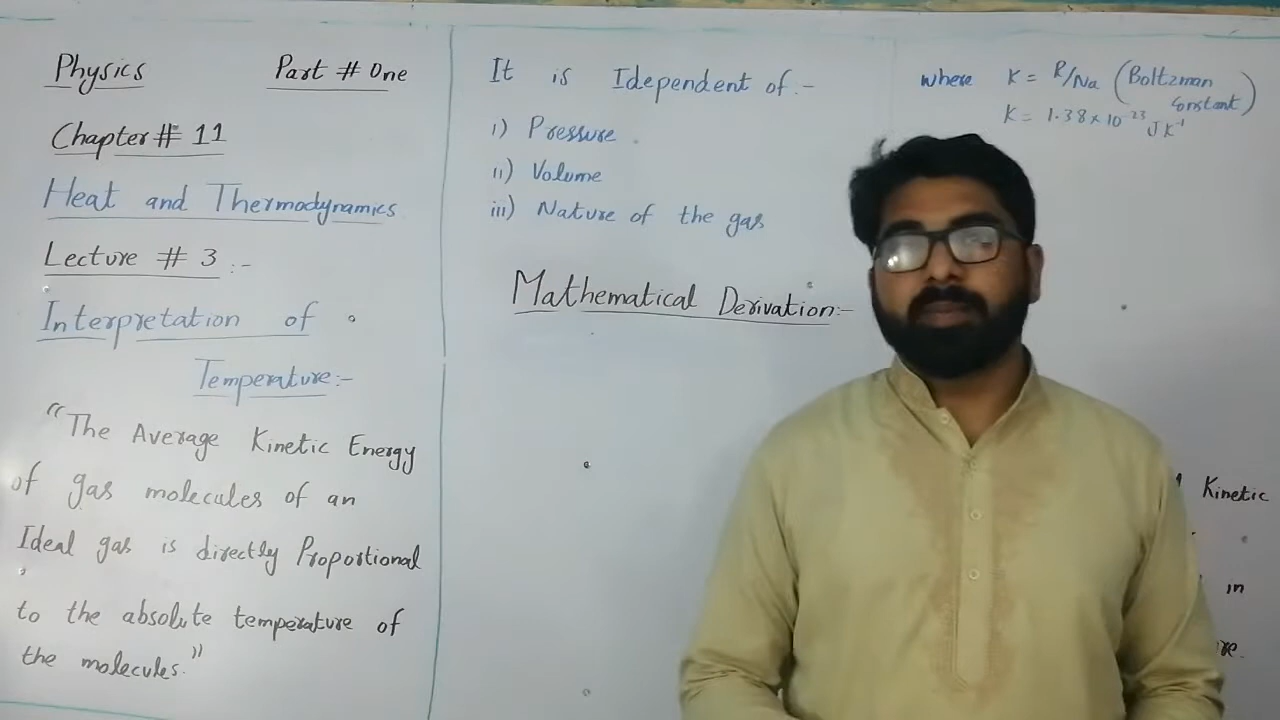 Physics Part # One
Chapter # 11
Heat and Thermodynamics
Lecture # 3 :-
Interpretation of
Temperature:-
"The Average Kinetic Energy
of gas molecules of an
Ideal gas is directly Proportional
to the absolute temperature of
the molecules."
It is Idependent of :-
i) Pressure.
ii) Volume
iii) Nature of the gas
Mathematical Derivation:-
where K = R/Na (Boltzman
Constant)
K = 1.38 × 10⁻²³ JK⁻¹
Kinetic
in